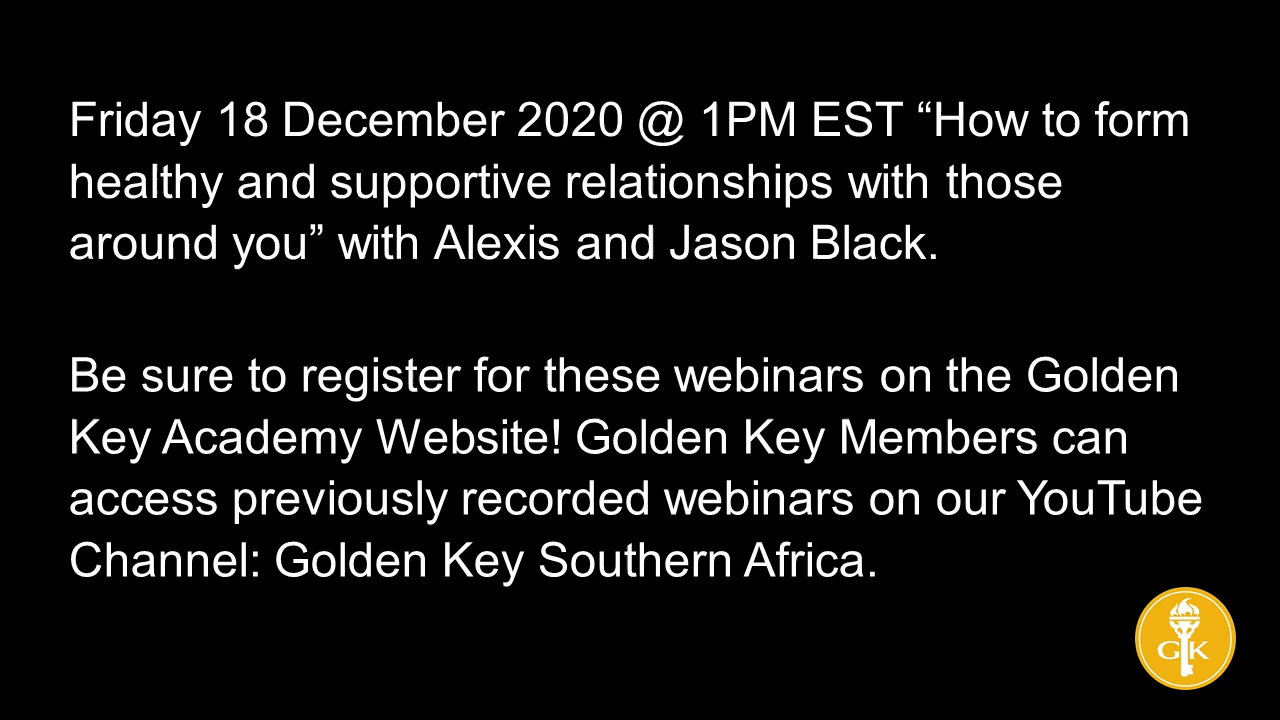 Friday 18 December 2020 @ 1PM EST “How to form
healthy and supportive relationships with those
around you” with Alexis and Jason Black.
Be sure to register for these webinars on the Golden
Key Academy Website! Golden Key Members can
access previously recorded webinars on our YouTube
Channel: Golden Key Southern Africa.
G K